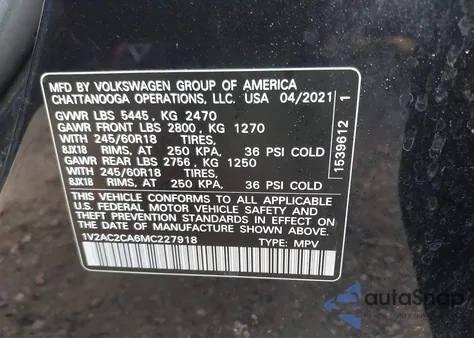 MFD BY VOLKSWAGEN GROUP OF AMERICA
CHATTANOOGA OPERATIONS, LLC. USA 04/2021
GVWR LBS 5445, KG 2470
GAWR FRONT LBS 2800, KG 1270
WITH 245/60R18 TIRES,
8JX18 RIMS, AT 250 KPA, 36 PSI COLD
GAWR REAR LBS 2756, KG 1250
WITH 245/60R18 TIRES,
8JX18 RIMS, AT 250 KPA, 36 PSI COLD
THIS VEHICLE CONFORMS TO ALL APPLICABLE
U.S. FEDERAL MOTOR VEHICLE SAFETY AND
THEFT PREVENTION STANDARDS IN EFFECT ON
THE DATE OF MANUFACTURE SHOWN ABOVE.
1V2AC2CA6MC227918 TYPE: MPV
1539612 1
autoSnap